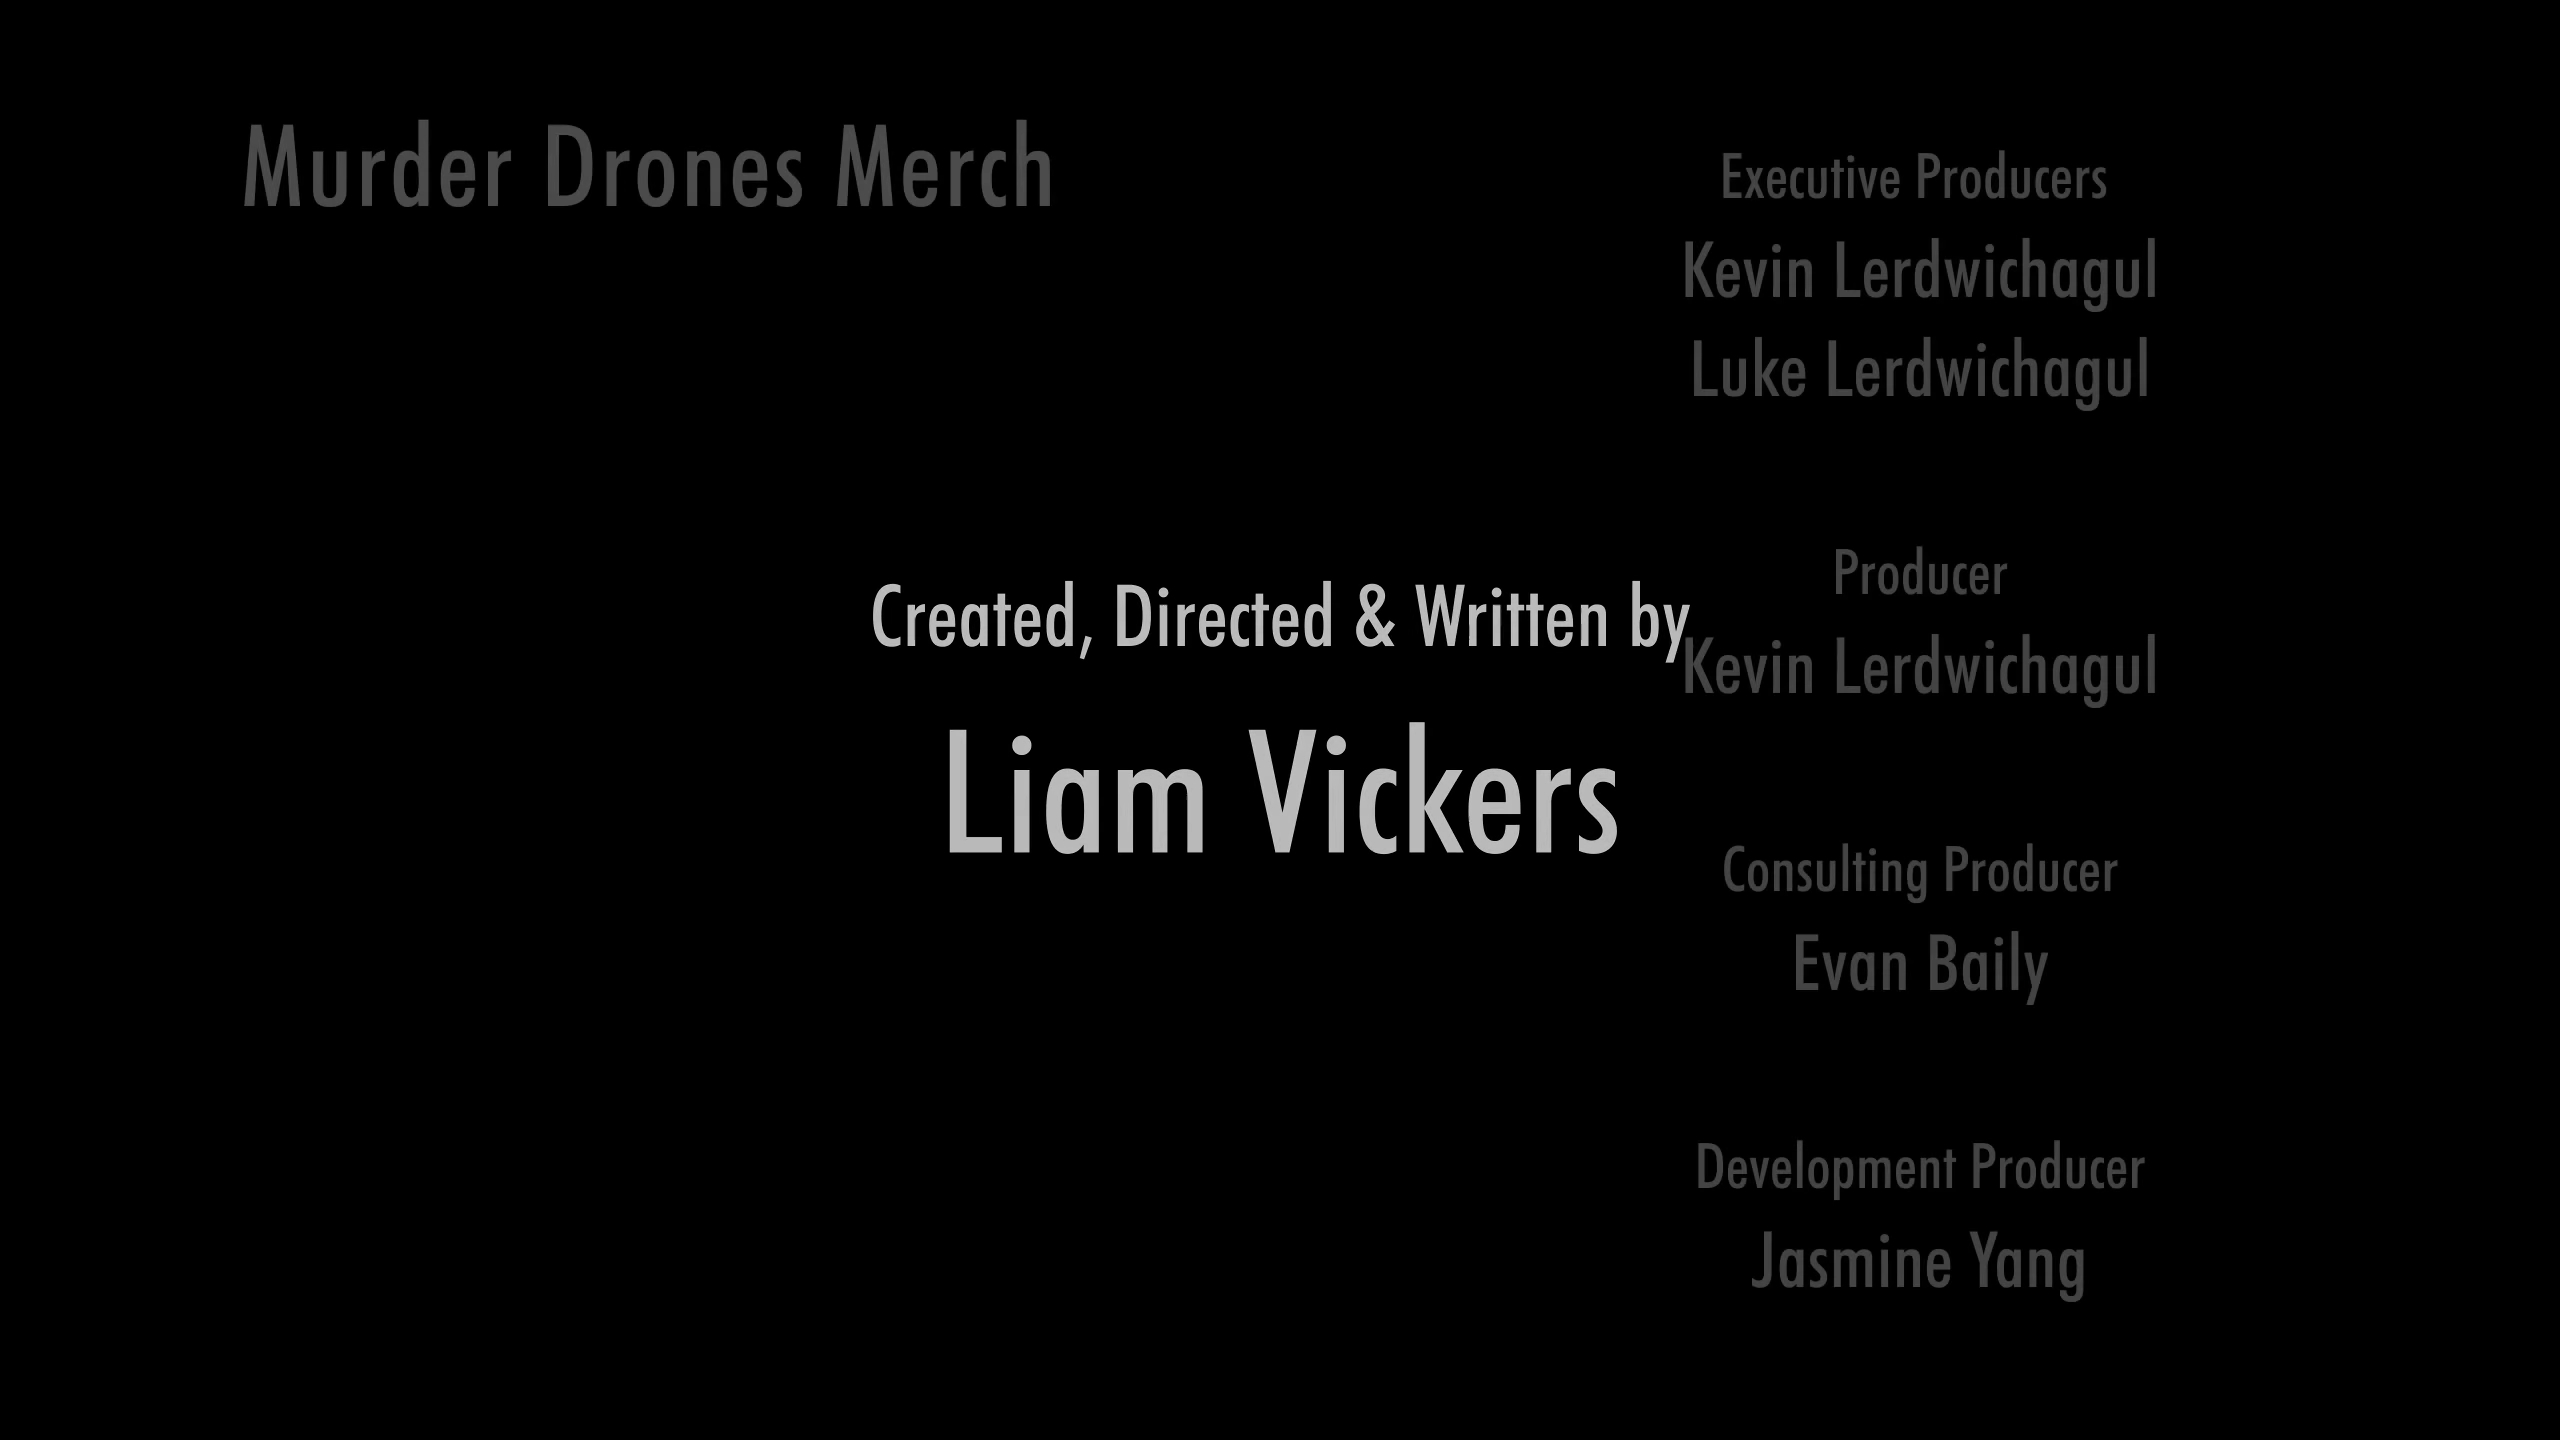 Murder Drones Merch
Created, Directed & Written by
Liam Vickers
Executive Producers
Kevin Lerdwichagul
Luke Lerdwichagul
Producer
Kevin Lerdwichagul
Consulting Producer
Evan Baily
Development Producer
Jasmine Yang